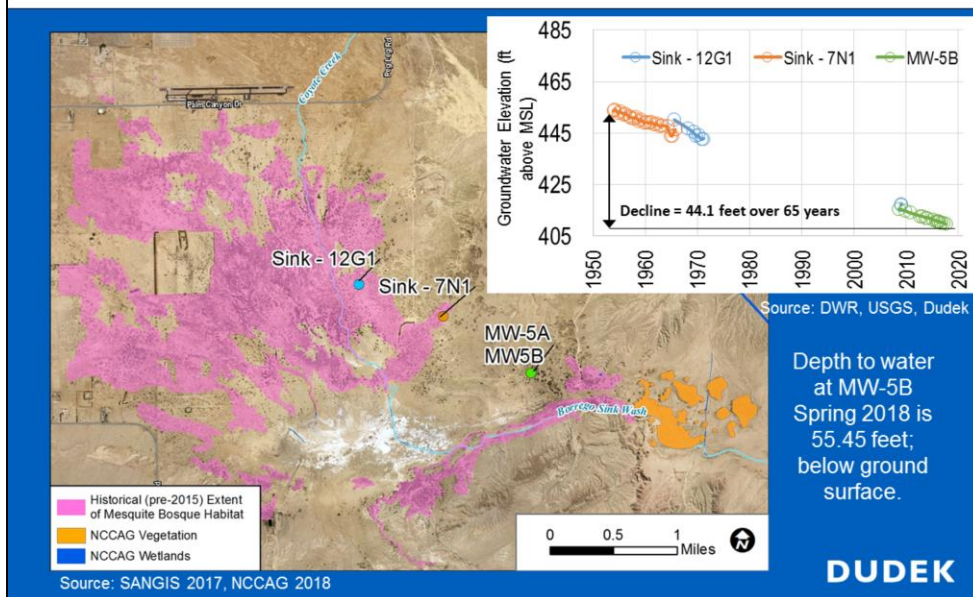 Coyote Creek
Peg Leg Rd
Palm Canyon Dr
Sink - 12G1
Sink - 7N1
MW-5A
MW5B
Borrego Sink Wash
Historical (pre-2015) Extent
of Mesquite Bosque Habitat
NCCAG Vegetation
NCCAG Wetlands
0 0.5 1
Miles
N
Source: SANGIS 2017, NCCAG 2018
Groundwater Elevation (ft
above MSL)
485
465
445
425
405
Sink - 12G1 Sink - 7N1 MW-5B
Decline = 44.1 feet over 65 years
1950 1960 1970 1980 1990 2000 2010 2020
Source: DWR, USGS, Dudek
Depth to water
at MW-5B
Spring 2018 is
55.45 feet;
below ground
surface.
DUDEK